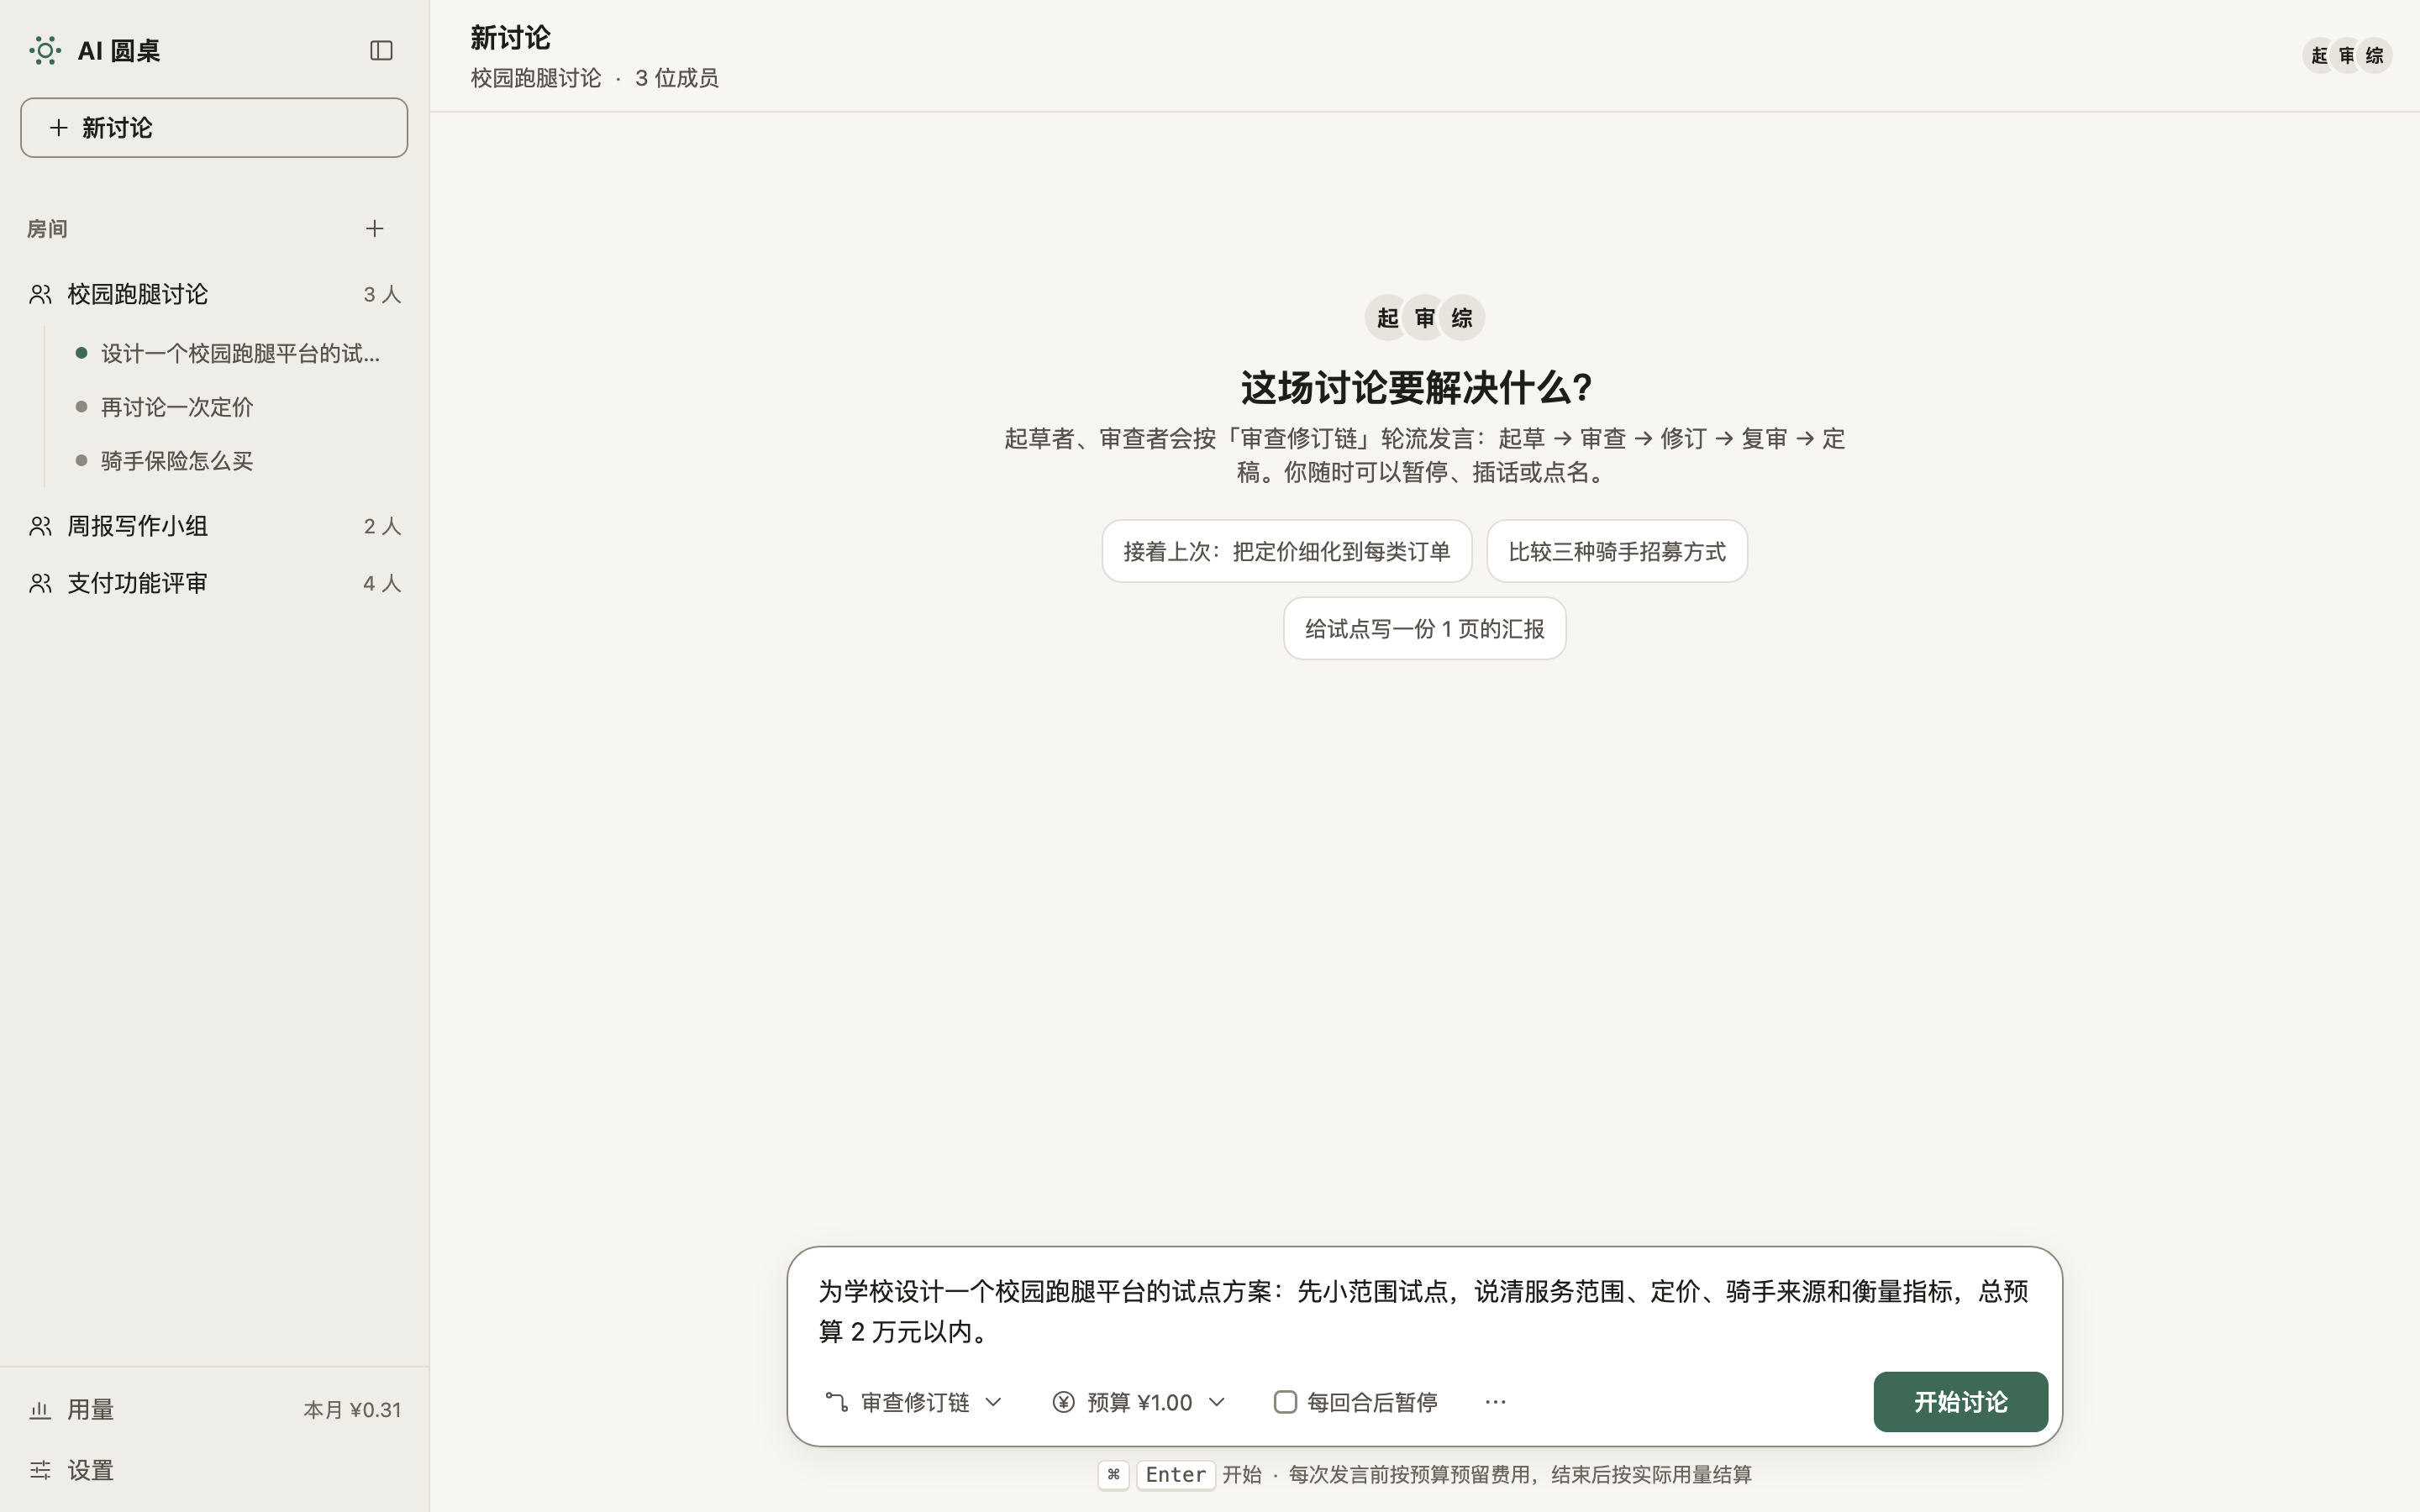 AI 圆桌
新讨论
房间
校园跑腿讨论 3 人
设计一个校园跑腿平台的试...
再讨论一次定价
骑手保险怎么买
周报写作小组 2 人
支付功能评审 4 人
用量 本月 ¥0.31
设置
新讨论
校园跑腿讨论 · 3 位成员
起 审 综
起 审 综
这场讨论要解决什么?
起草者、审查者会按「审查修订链」轮流发言：起草 → 审查 → 修订 → 复审 → 定
稿。你随时可以暂停、插话或点名。
接着上次：把定价细化到每类订单
比较三种骑手招募方式
给试点写一份 1 页的汇报
为学校设计一个校园跑腿平台的试点方案：先小范围试点，说清服务范围、定价、骑手来源和衡量指标，总预
算 2 万元以内。
审查修订链 预算 ¥1.00 每回合后暂停 ··· 开始讨论
⌘ Enter 开始 · 每次发言前按预算预留费用，结束后按实际用量结算